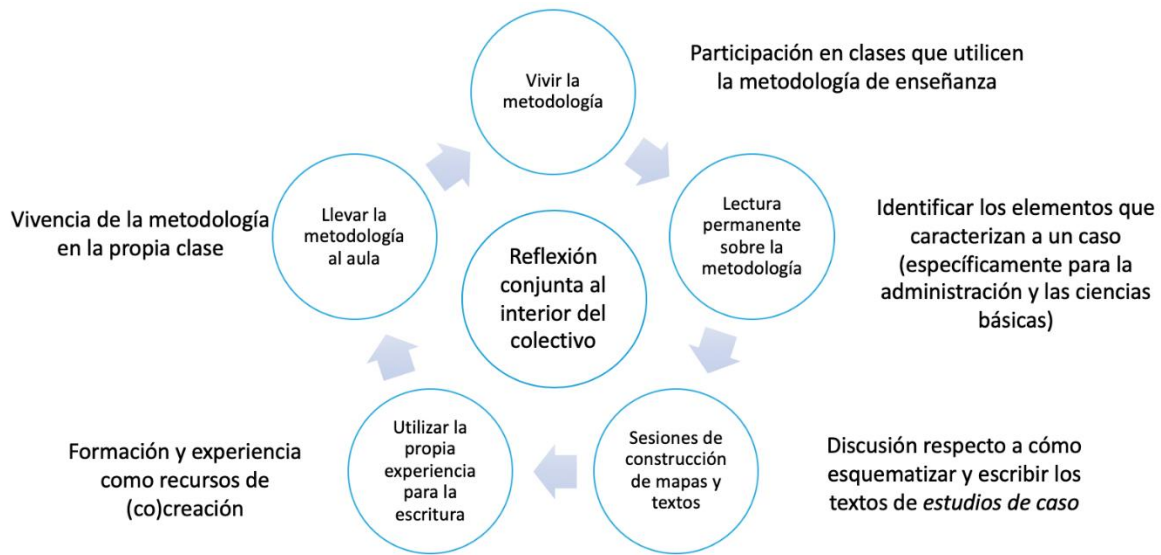 Vivir la
metodología
Participación en clases que utilicen
la metodología de enseñanza
Lectura
permanente
sobre la
metodología
Identificar los elementos que
caracterizan a un caso
(específicamente para la
administración y las ciencias
básicas)
Sesiones de
construcción
de mapas y
textos
Discusión respecto a cómo
esquematizar y escribir los
textos de estudios de caso
Utilizar la
propia
experiencia
para la
escritura
Formación y experiencia
como recursos de
(co)creación
Llevar la
metodología
al aula
Vivencia de la metodología
en la propia clase
Reflexión
conjunta al
interior del
colectivo